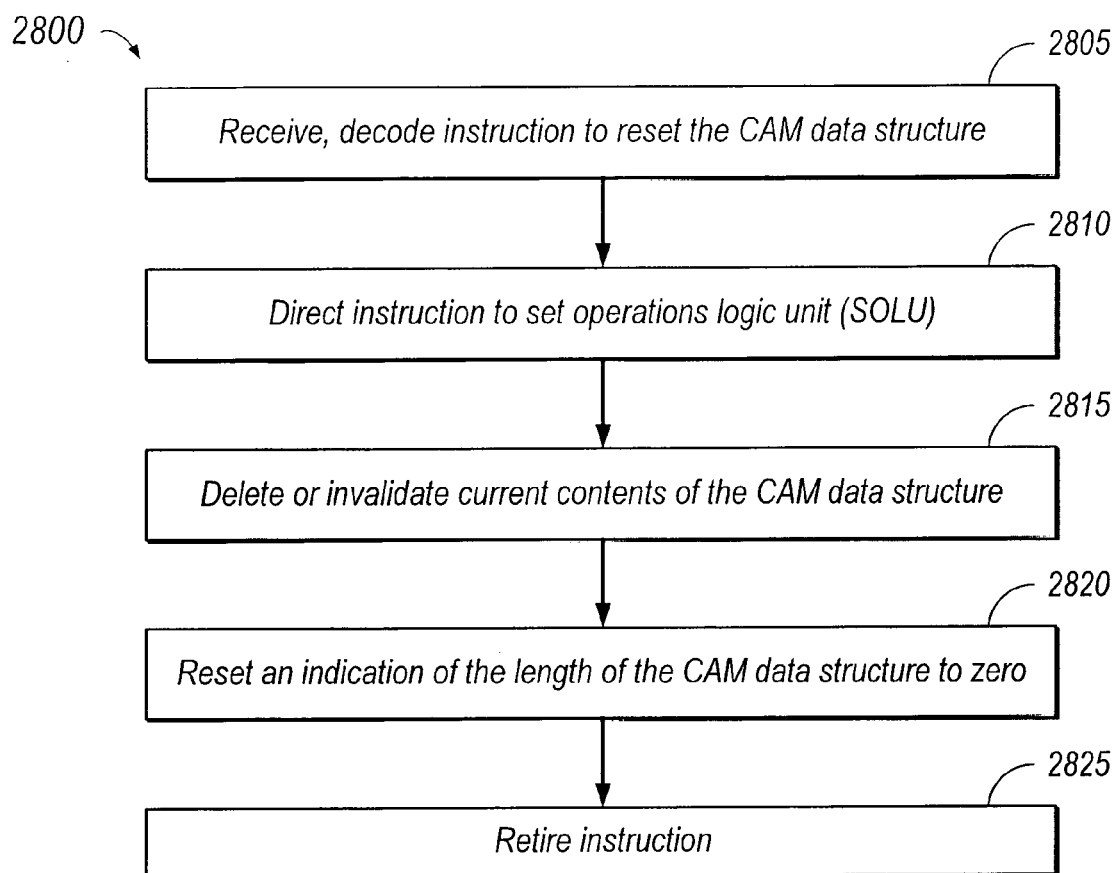 2800
2805
Receive, decode instruction to reset the CAM data structure
2810
Direct instruction to set operations logic unit (SOLU)
2815
Delete or invalidate current contents of the CAM data structure
2820
Reset an indication of the length of the CAM data structure to zero
2825
Retire instruction